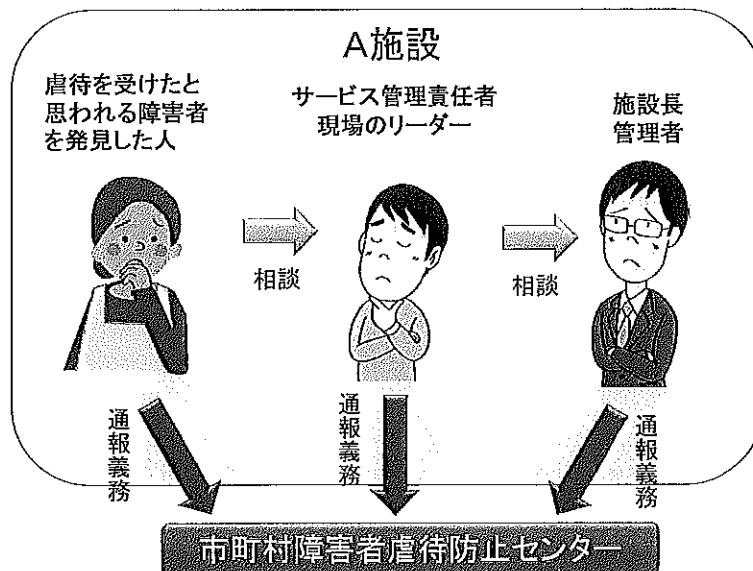 A施設
虐待を受けたと
思われる障害者
を発見した人
サービス管理責任者
現場のリーダー
施設長
管理者
相談
相談
通報義務
通報義務
通報義務
市町村障害者虐待防止センター